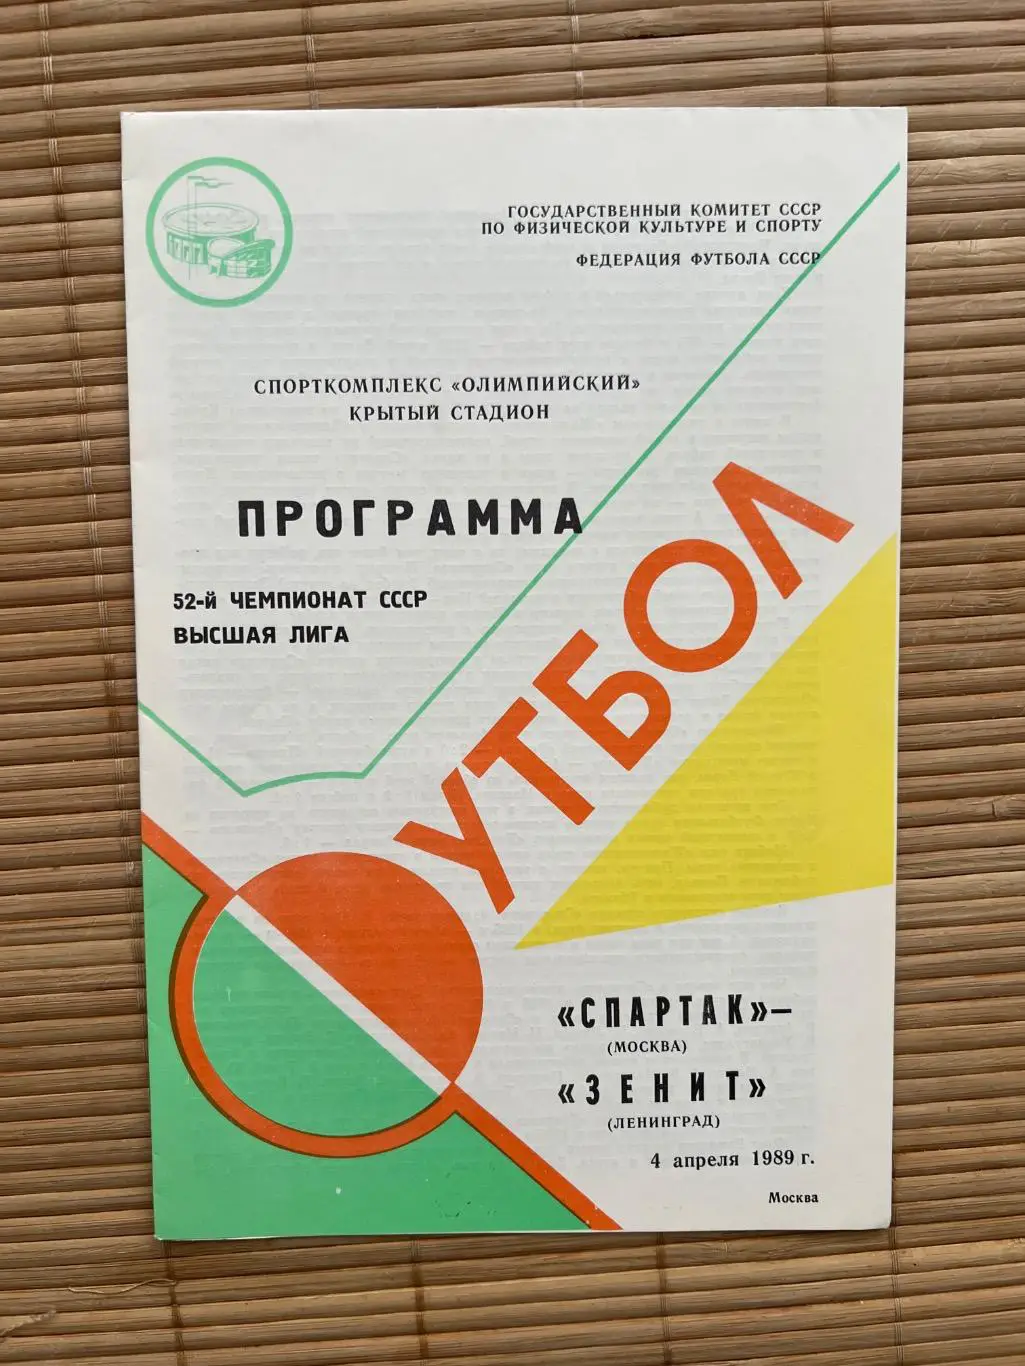 ГОСУДАРСТВЕННЫЙ КОМИТЕТ СССР
ПО ФИЗИЧЕСКОЙ КУЛЬТУРЕ И СПОРТУ
ФЕДЕРАЦИЯ ФУТБОЛА СССР
СПОРТКОМПЛЕКС «ОЛИМПИЙСКИЙ»
КРЫТЫЙ СТАДИОН
ПРОГРАММА
52-й ЧЕМПИОНАТ СССР
ВЫСШАЯ ЛИГА
ФУТБОЛ
«СПАРТАК»—
(МОСКВА)
«ЗЕНИТ»
(ЛЕНИНГРАД)
4 апреля 1989 г.
Москва